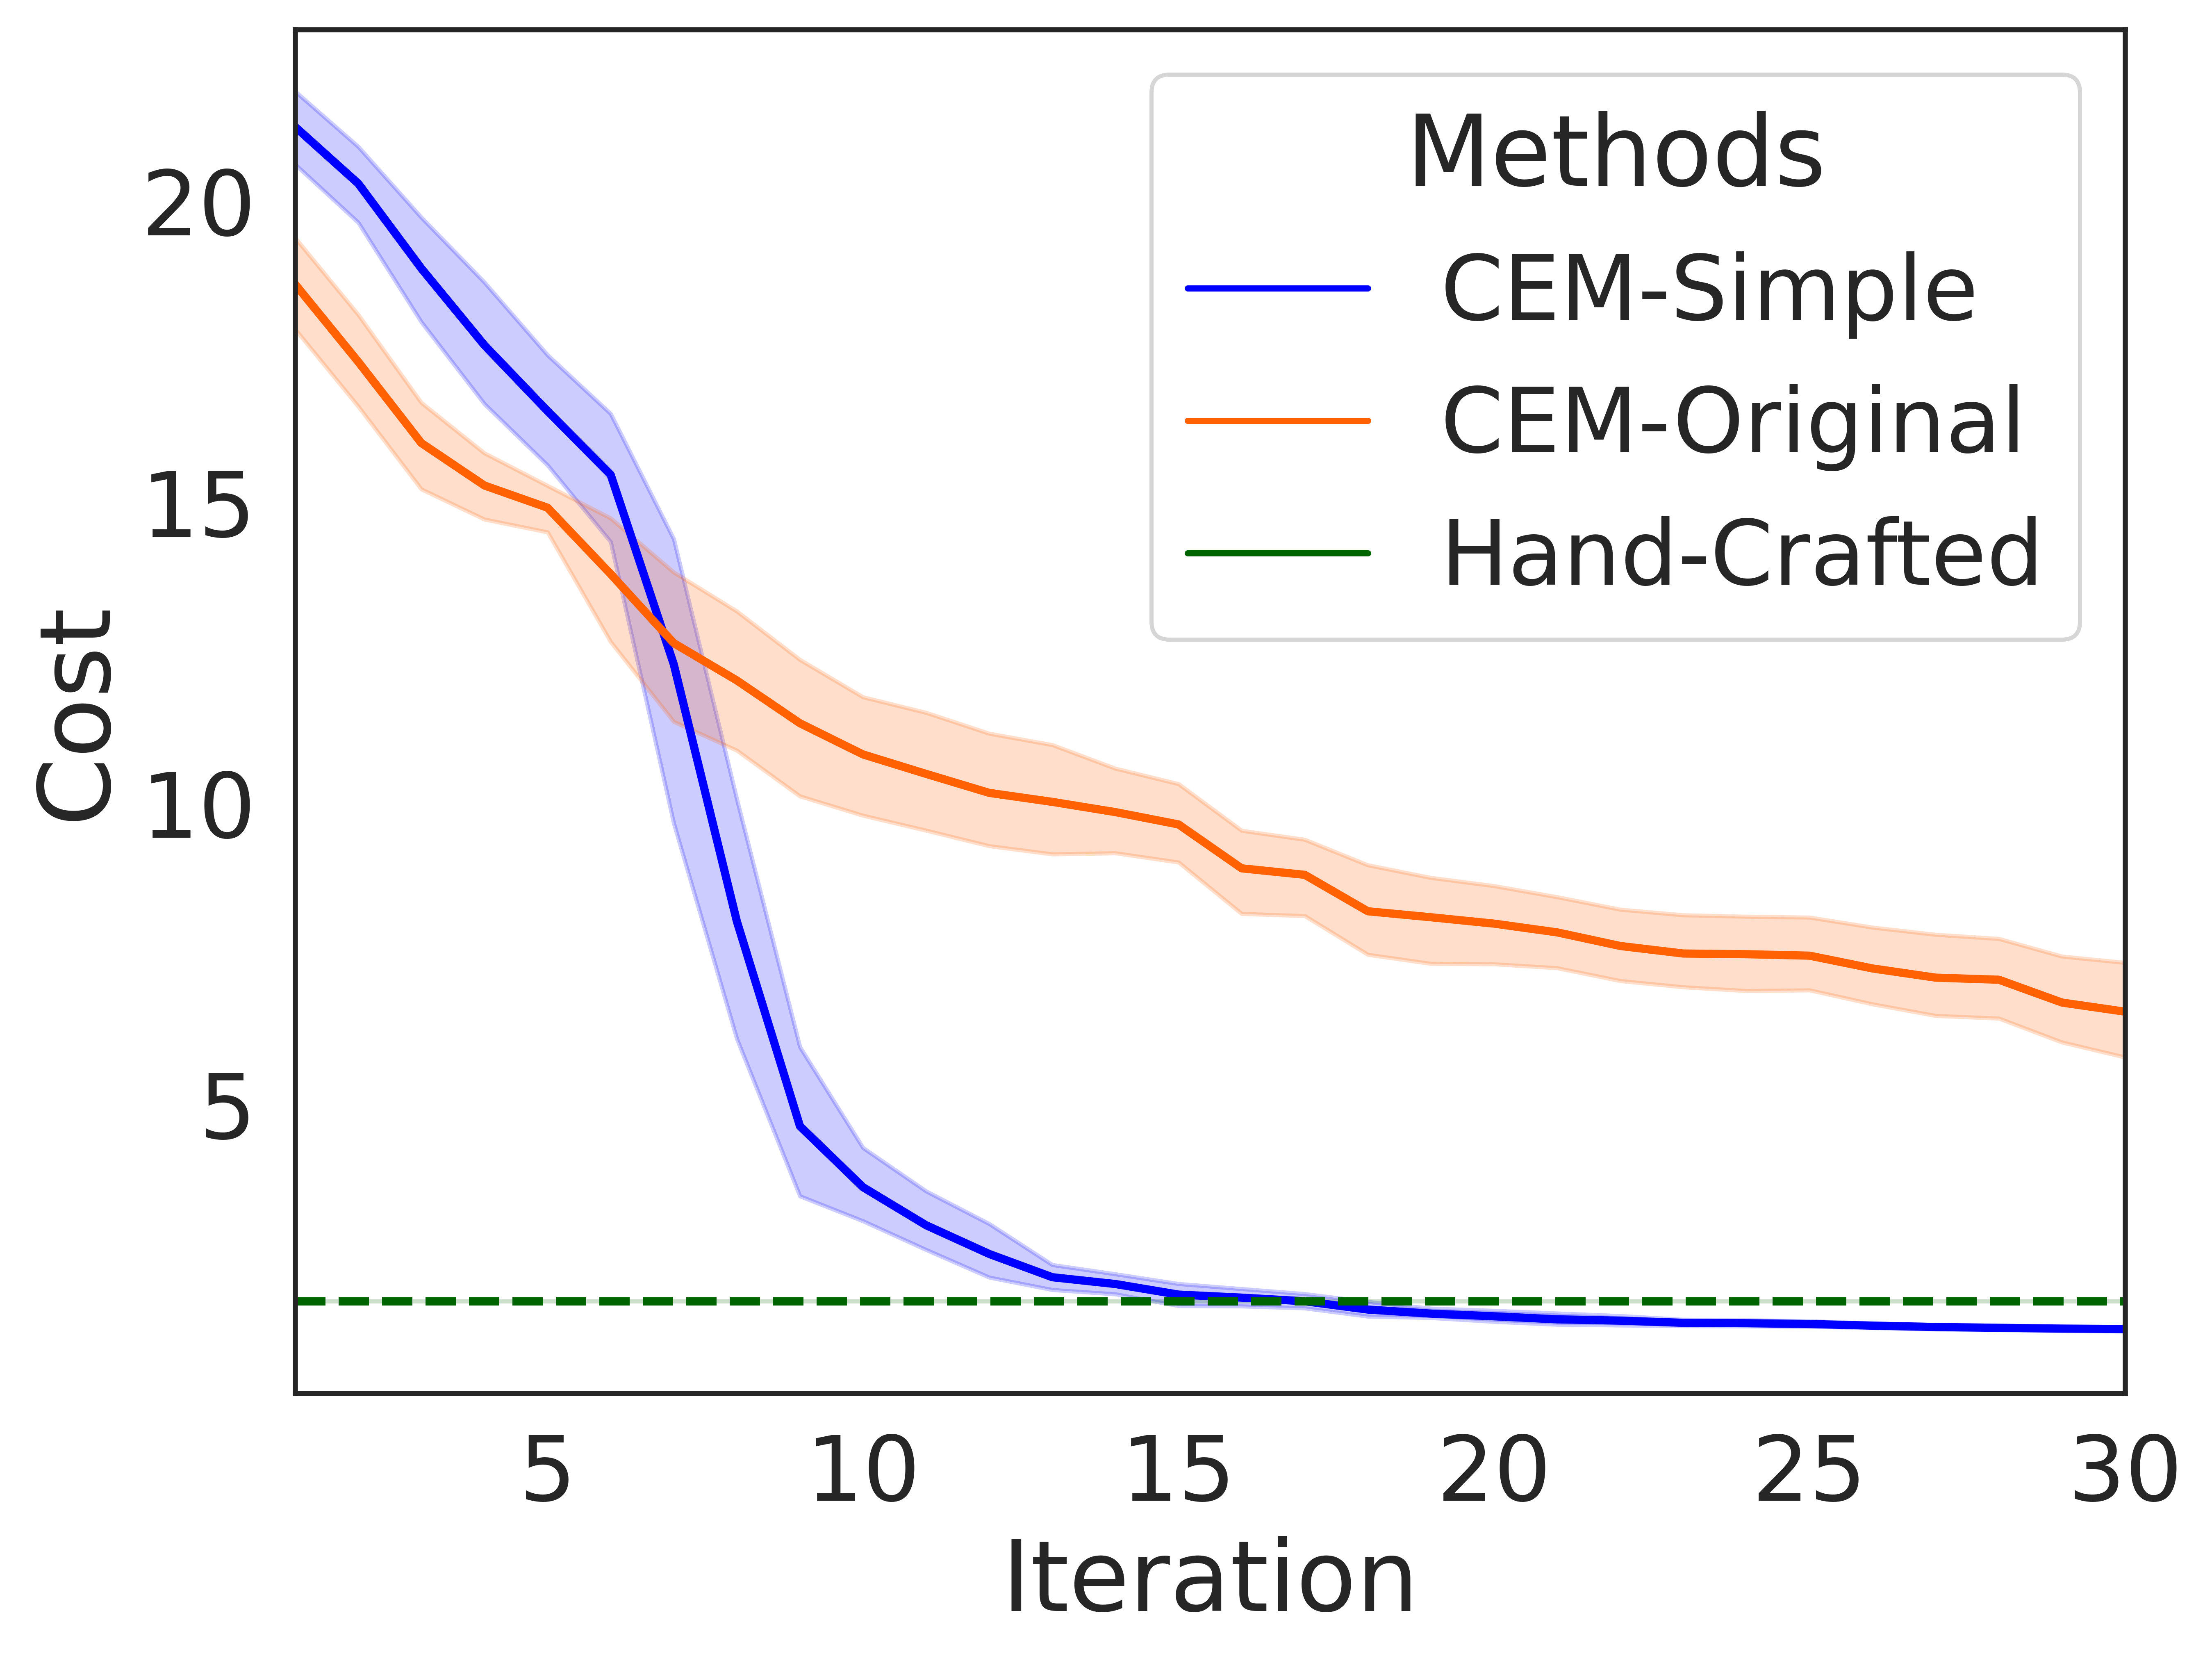 Methods
CEM-Simple
CEM-Original
Hand-Crafted
Cost
20
15
10
5
5 10 15 20 25 30
Iteration